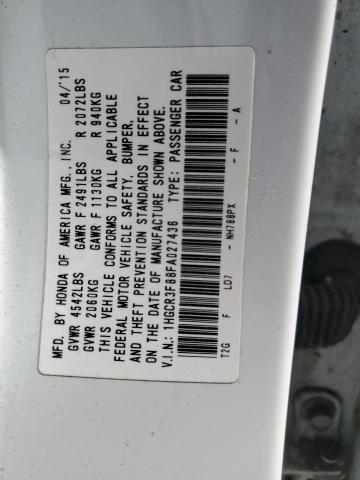 MFD. BY HONDA OF AMERICA MFG., INC. 04/15
GVWR 4542LBS GAWR F 2491LBS R 2072LBS
GVWR 2060KG GAWR F 1130KG R 940KG
THIS VEHICLE CONFORMS TO ALL APPLICABLE
FEDERAL MOTOR VEHICLE SAFETY, BUMPER,
AND THEFT PREVENTION STANDARDS IN EFFECT
ON THE DATE OF MANUFACTURE SHOWN ABOVE.
V.I.N.: 1HGCR3F88FA027436 TYPE: PASSENGER CAR
T2G F LD7 - NH788PX - F - A